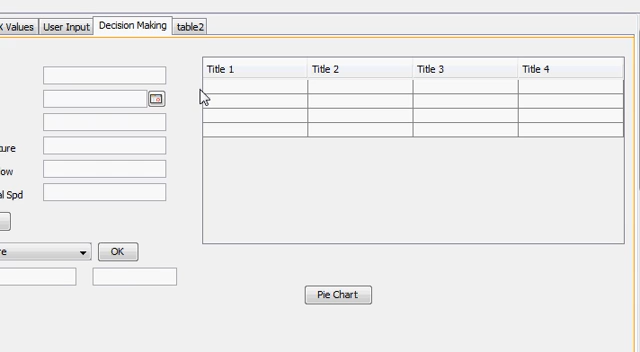 X Values User Input Decision Making table2
Title 1 Title 2 Title 3 Title 4
ture
ow
al Spd
re OK
Pie Chart